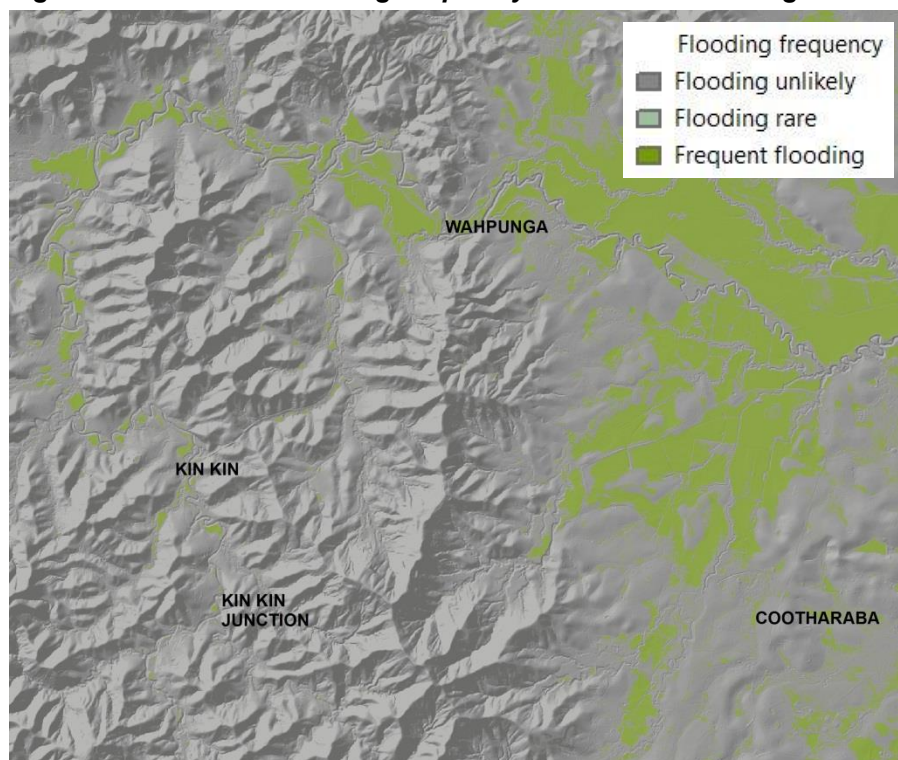 Flooding frequency
Flooding unlikely
Flooding rare
Frequent flooding
WAHPUNGA
KIN KIN
KIN KIN
JUNCTION
COOTHARABA